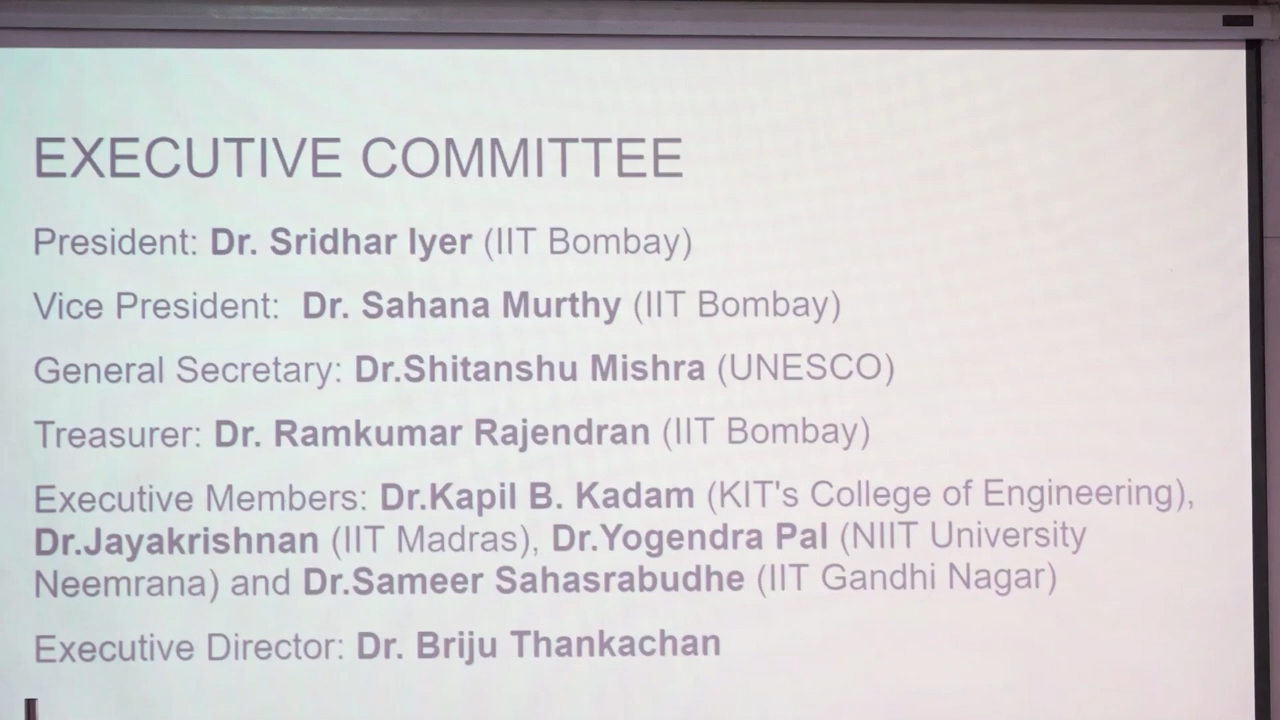 EXECUTIVE COMMITTEE
President: Dr. Sridhar Iyer (IIT Bombay)
Vice President: Dr. Sahana Murthy (IIT Bombay)
General Secretary: Dr.Shitanshu Mishra (UNESCO)
Treasurer: Dr. Ramkumar Rajendran (IIT Bombay)
Executive Members: Dr.Kapil B. Kadam (KIT's College of Engineering),
Dr.Jayakrishnan (IIT Madras), Dr.Yogendra Pal (NIIT University
Neemrana) and Dr.Sameer Sahasrabudhe (IIT Gandhi Nagar)
Executive Director: Dr. Briju Thankachan